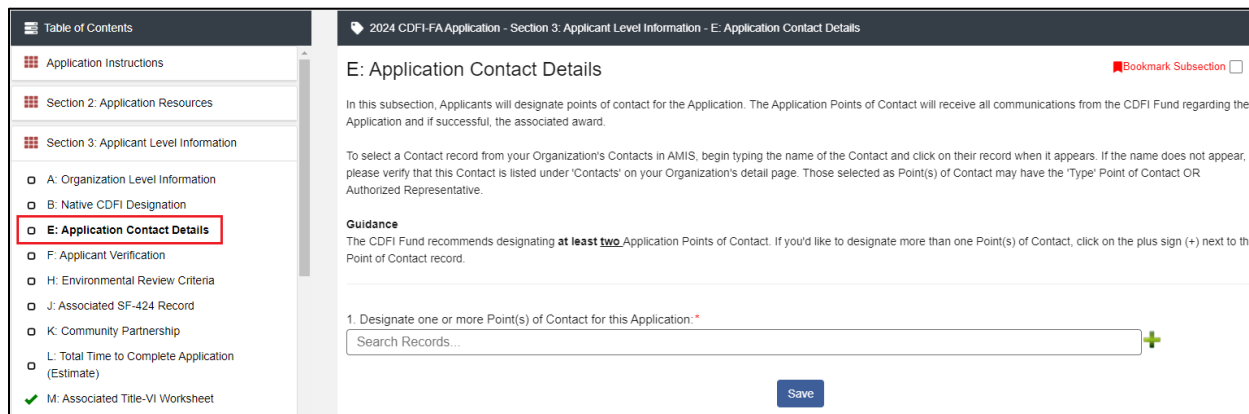 Table of Contents
Application Instructions
Section 2: Application Resources
Section 3: Applicant Level Information
A: Organization Level Information
B: Native CDFI Designation
E: Application Contact Details
F: Applicant Verification
H: Environmental Review Criteria
J: Associated SF-424 Record
K: Community Partnership
L: Total Time to Complete Application
(Estimate)
M: Associated Title-VI Worksheet
2024 CDFI-FA Application - Section 3: Applicant Level Information - E: Application Contact Details
E: Application Contact Details
Bookmark Subsection
In this subsection, Applicants will designate points of contact for the Application. The Application Points of Contact will receive all communications from the CDFI Fund regarding the
Application and if successful, the associated award.
To select a Contact record from your Organization's Contacts in AMIS, begin typing the name of the Contact and click on their record when it appears. If the name does not appear,
please verify that this Contact is listed under 'Contacts' on your Organization's detail page. Those selected as Point(s) of Contact may have the 'Type' Point of Contact OR
Authorized Representative.
Guidance
The CDFI Fund recommends designating at least two Application Points of Contact. If you'd like to designate more than one Point(s) of Contact, click on the plus sign (+) next to th
Point of Contact record.
1. Designate one or more Point(s) of Contact for this Application:*
Search Records...
Save